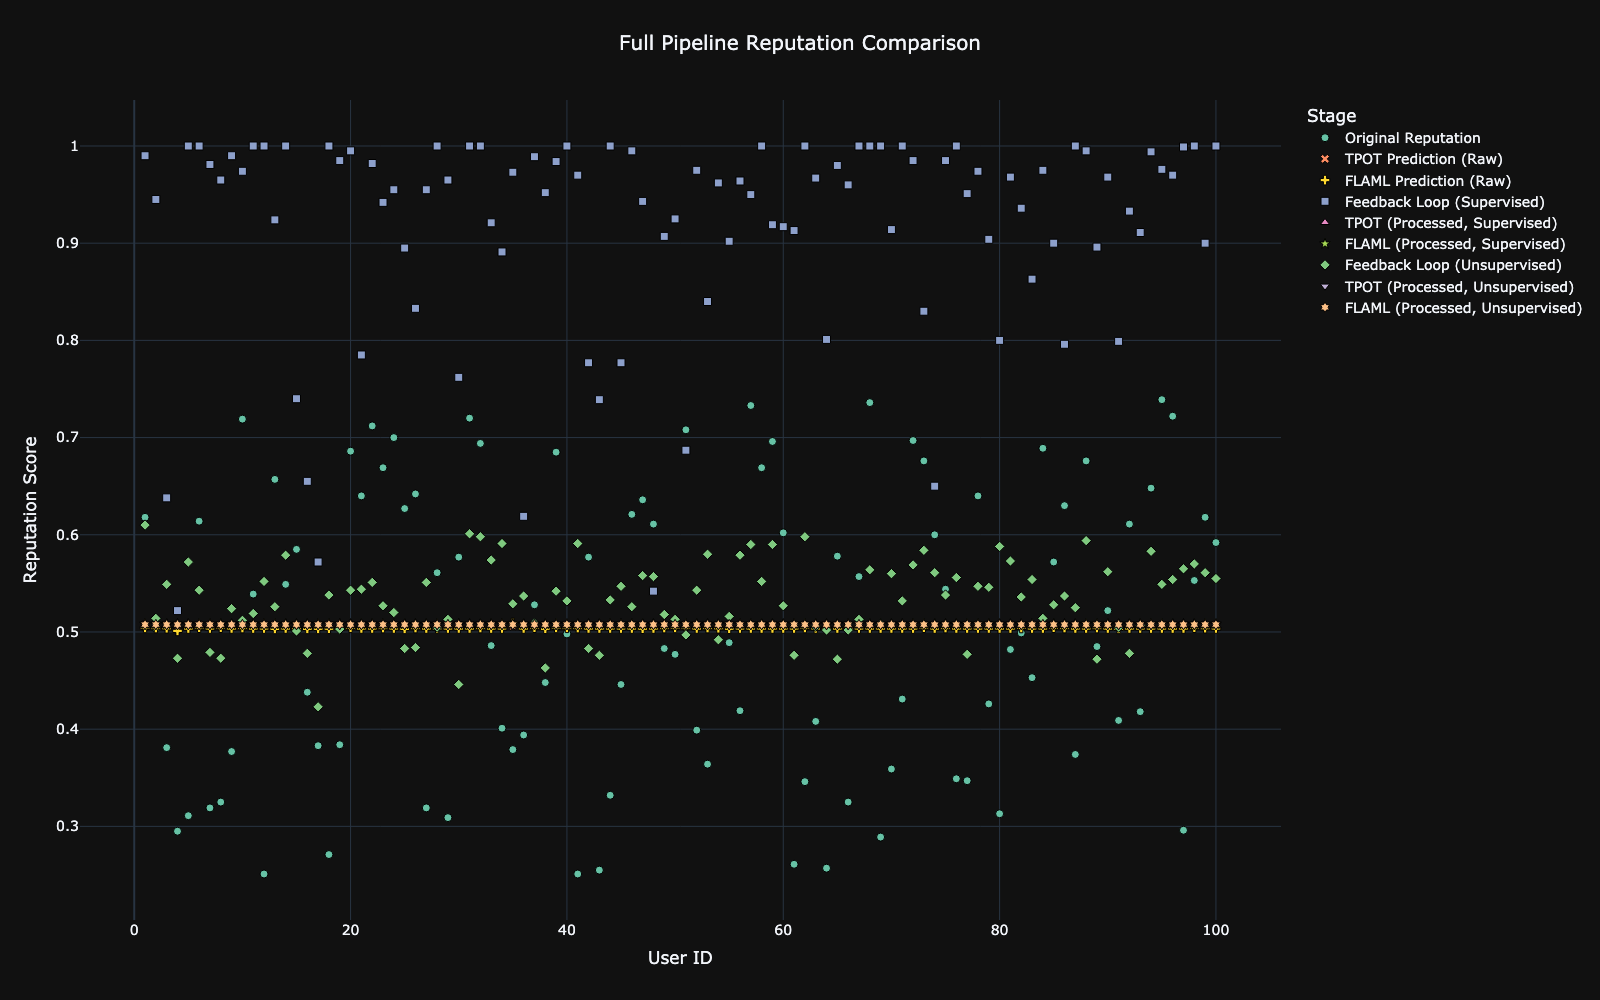 Full Pipeline Reputation Comparison
Stage
Original Reputation
TPOT Prediction (Raw)
FLAML Prediction (Raw)
Feedback Loop (Supervised)
TPOT (Processed, Supervised)
FLAML (Processed, Supervised)
Feedback Loop (Unsupervised)
TPOT (Processed, Unsupervised)
FLAML (Processed, Unsupervised)
Reputation Score
1
0.9
0.8
0.7
0.6
0.5
0.4
0.3
0 20 40 60 80 100
User ID